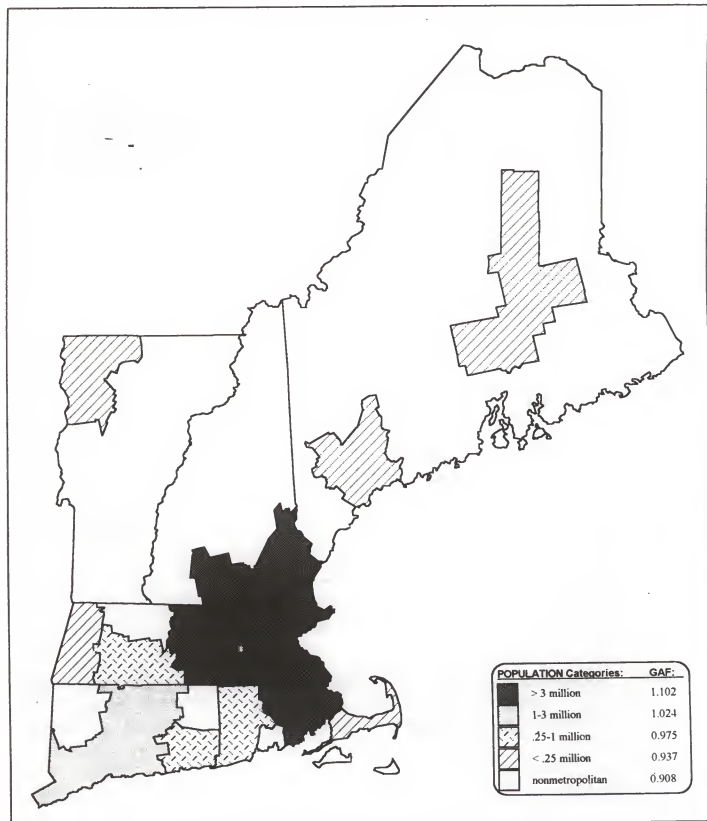 POPULATION Categories: GAF:
> 3 million 1.102
1-3 million 1.024
.25-1 million 0.975
< .25 million 0.937
nonmetropolitan 0.908